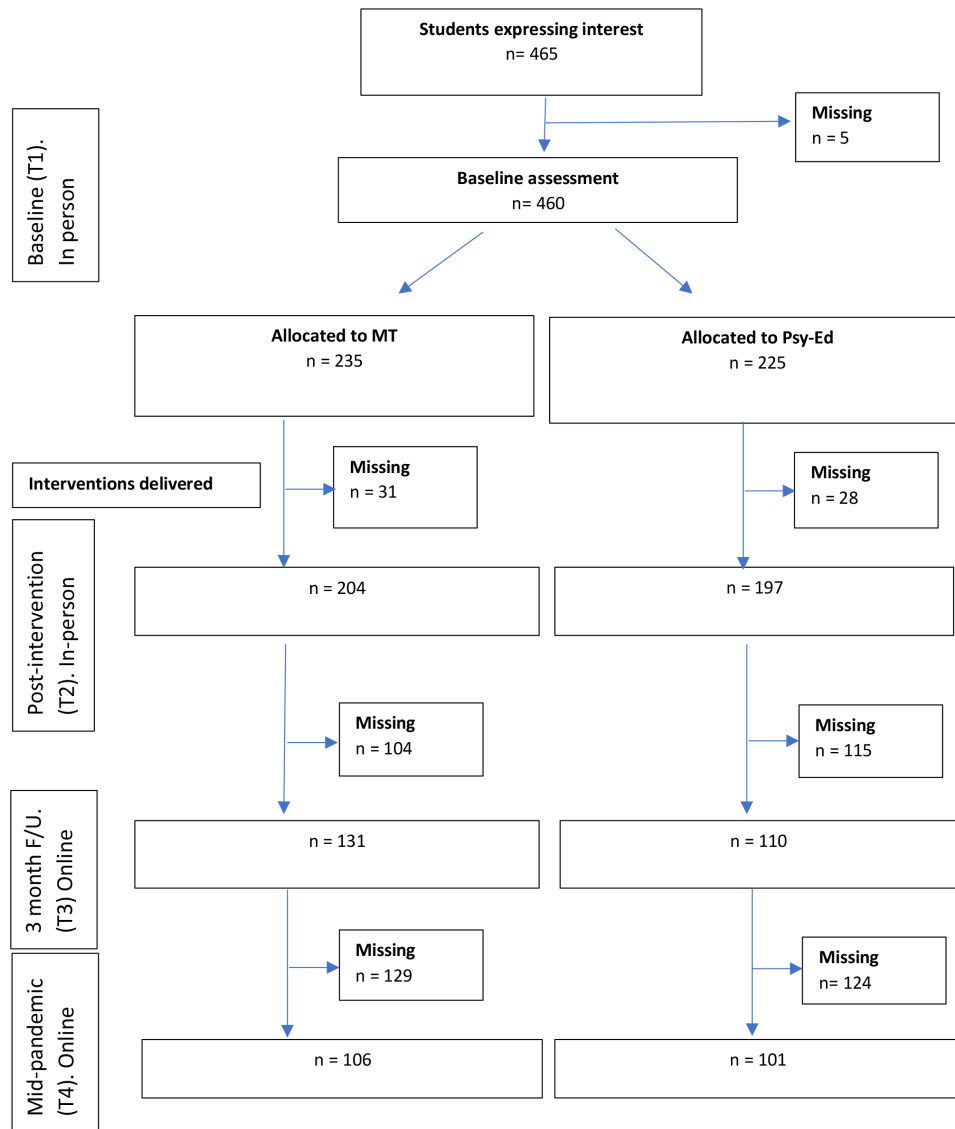 Students expressing interest
n= 465
Missing
n = 5
Baseline (T1).
In person
Baseline assessment
n= 460
Allocated to MT
n = 235
Allocated to Psy-Ed
n = 225
Interventions delivered
Missing
n = 31
Missing
n = 28
Post-intervention
(T2). In-person
n = 204
n = 197
Missing
n = 104
Missing
n = 115
3 month F/U.
(T3) Online
n = 131
n = 110
Missing
n = 129
Missing
n= 124
Mid-pandemic
(T4). Online
n = 106
n = 101